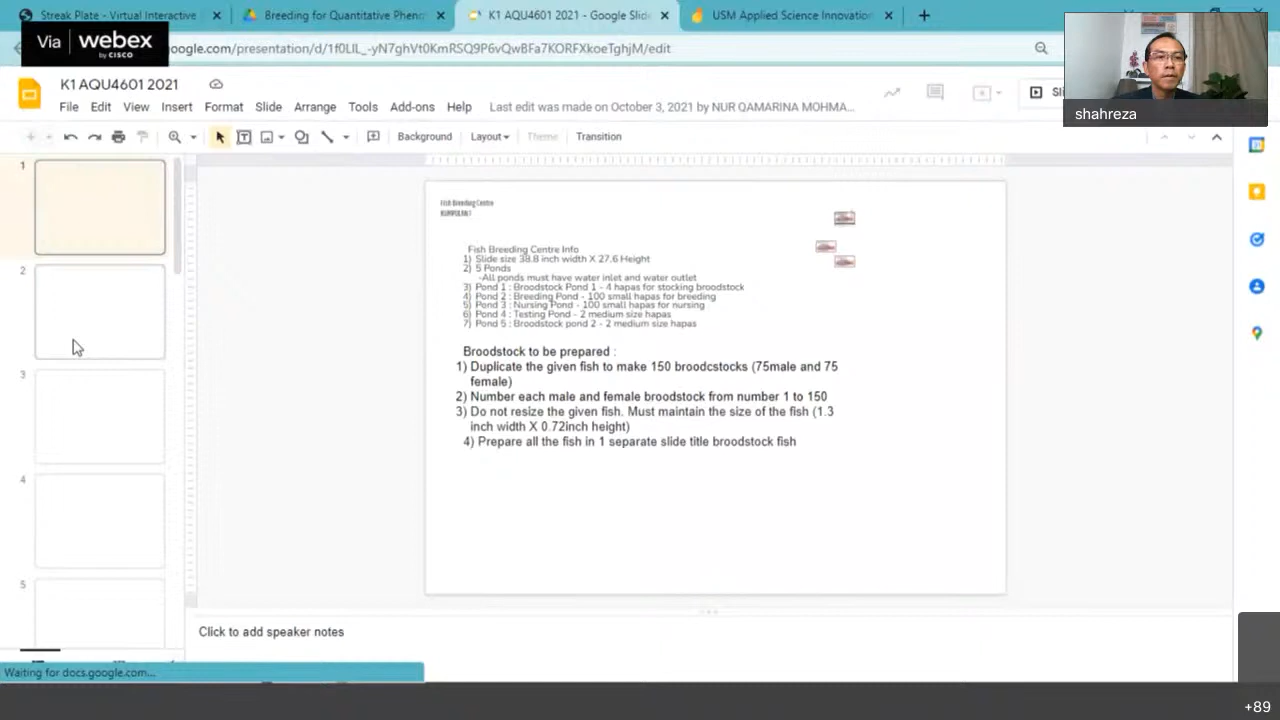 Streak Plate - Virtual Interactive
Breeding for Quantitative Phen
K1 AQU4601 2021 - Google Slide
USM Applied Science Innovation
Via webex
by CISCO
oogle.com/presentation/d/1f0LIL_-yN7ghVt0KmRSQ9P6vQwBFa7KORFXkoeTghjM/edit
K1 AQU4601 2021
File Edit View Insert Format Slide Arrange Tools Add-ons Help Last edit was made on October 3, 2021 by NUR QAMARINA MOHMA...
shahreza
Background Layout Theme Transition
1
2
3
4
5
Fish Breeding Centre
KUMPULAN 1
Fish Breeding Centre Info
1) Slide size 38.8 inch width X 27.6 Height
2) 5 Ponds
-All ponds must have water inlet and water outlet
3) Pond 1 : Broodstock Pond 1 - 4 hapas for stocking broodstock
4) Pond 2 : Breeding Pond - 100 small hapas for breeding
5) Pond 3 : Nursing Pond - 100 small hapas for nursing
6) Pond 4 : Testing Pond - 2 medium size hapas
7) Pond 5 : Broodstock pond 2 - 2 medium size hapas
Broodstock to be prepared :
1) Duplicate the given fish to make 150 broodcstocks (75male and 75
female)
2) Number each male and female broodstock from number 1 to 150
3) Do not resize the given fish. Must maintain the size of the fish (1.3
inch width X 0.72inch height)
4) Prepare all the fish in 1 separate slide title broodstock fish
Click to add speaker notes
Waiting for docs.google.com...
+89